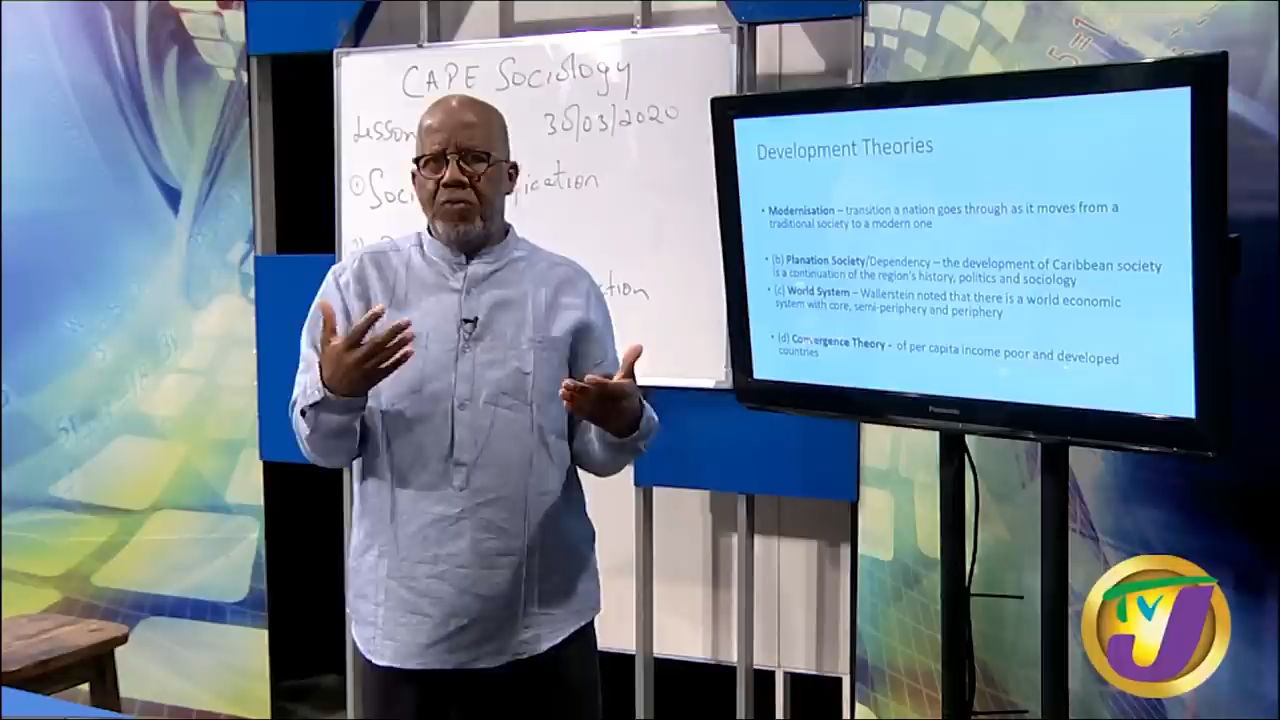 CAPE Sociology
Lesson 30/03/2020
Development Theories
• Modernisation – transition a nation goes through as it moves from a
traditional society to a modern one
• (b) Planation Society/Dependency – the development of Caribbean society
is a continuation of the region's history, politics and sociology
• (c) World System – Wallerstein noted that there is a world economic
system with core, semi-periphery and periphery
• (d) Convergence Theory - of per capita income poor and developed
countries
Panasonic
TVJ